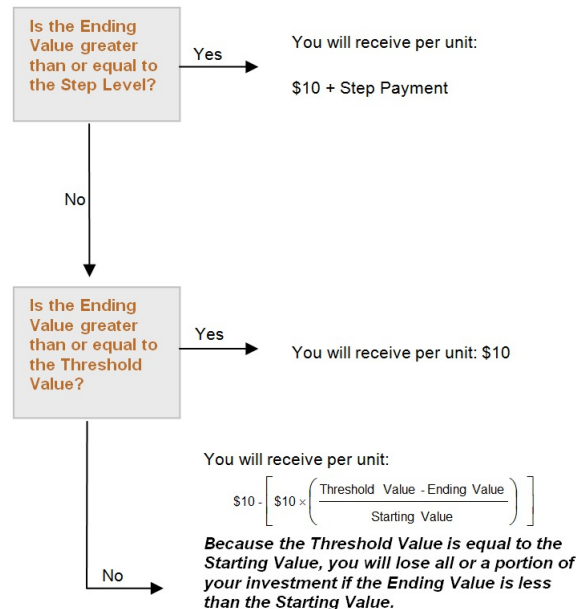 Is the Ending
Value greater
than or equal to
the Step Level?
Yes
You will receive per unit:
$10 + Step Payment
No
Is the Ending
Value greater
than or equal to
the Threshold
Value?
Yes
You will receive per unit: $10
You will receive per unit:
$10 - [ $10 × ( Threshold Value - Ending Value / Starting Value ) ]
Because the Threshold Value is equal to the
Starting Value, you will lose all or a portion of
your investment if the Ending Value is less
than the Starting Value.
No